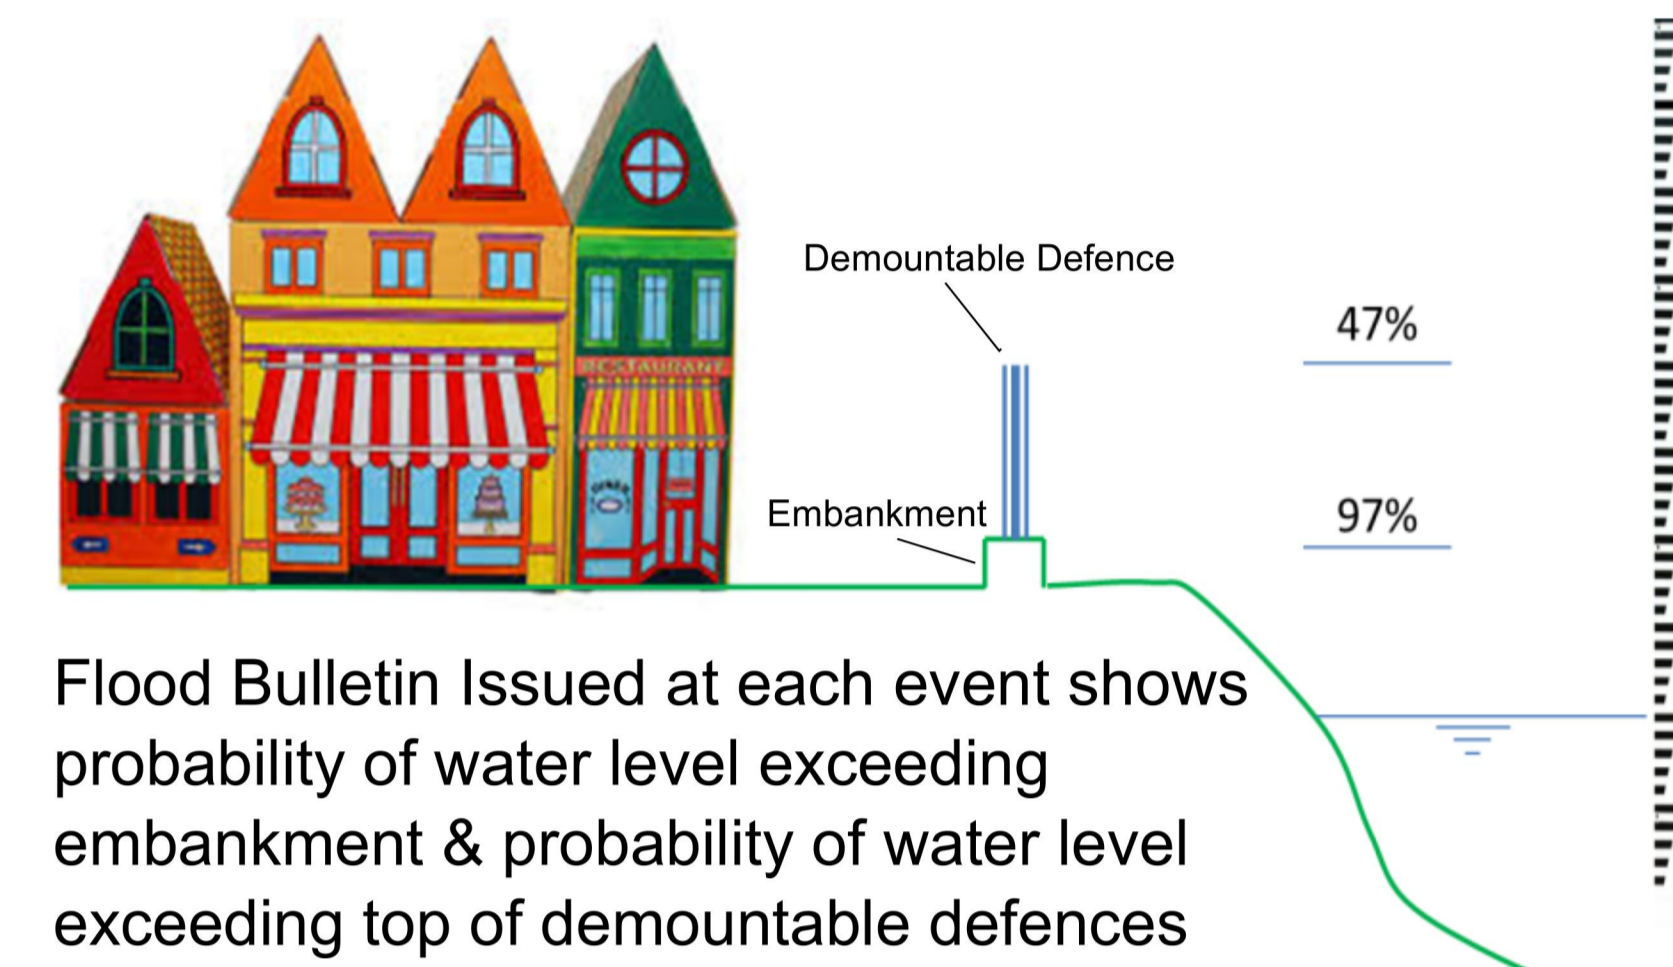 RESTAURANT
Demountable Defence
47%
Embankment
97%
Flood Bulletin Issued at each event shows
probability of water level exceeding
embankment & probability of water level
exceeding top of demountable defences